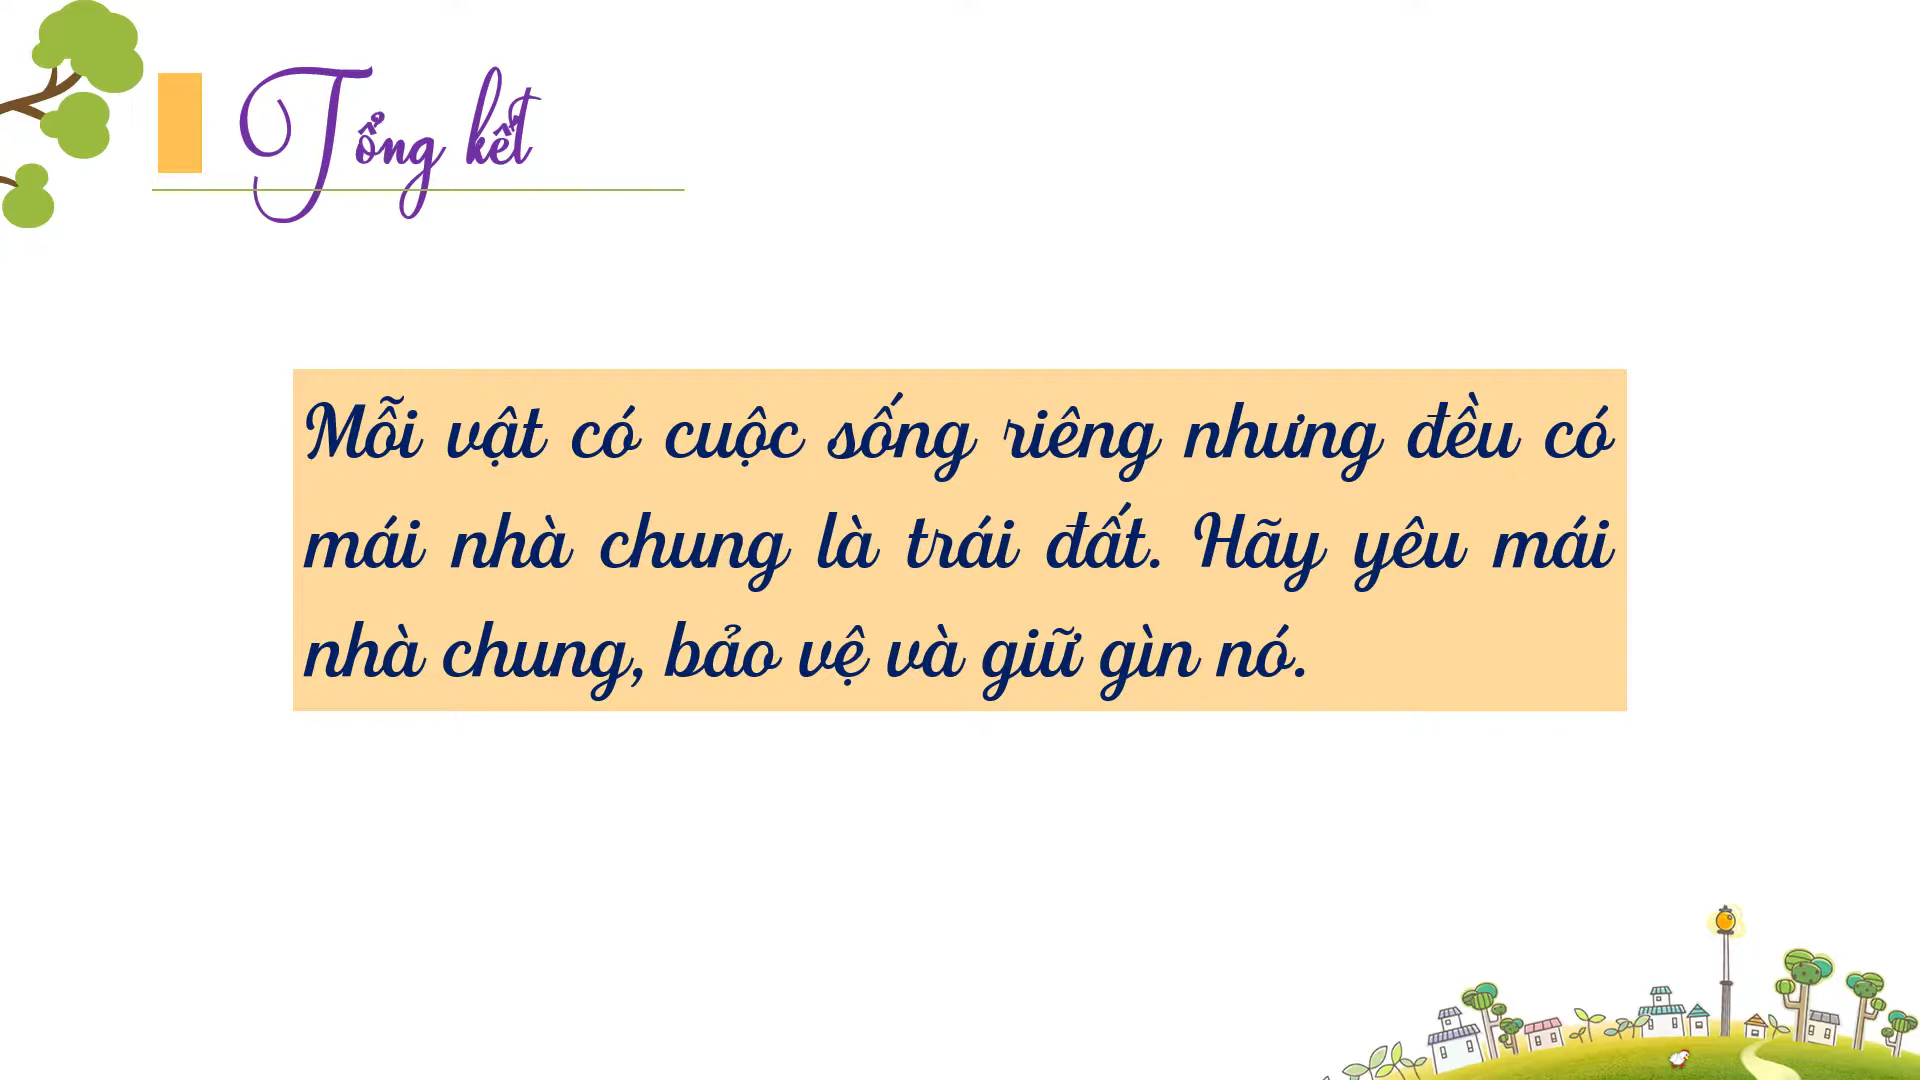 Tổng kết
Mỗi vật có cuộc sống riêng nhưng đều có
mái nhà chung là trái đất. Hãy yêu mái
nhà chung, bảo vệ và giữ gìn nó.